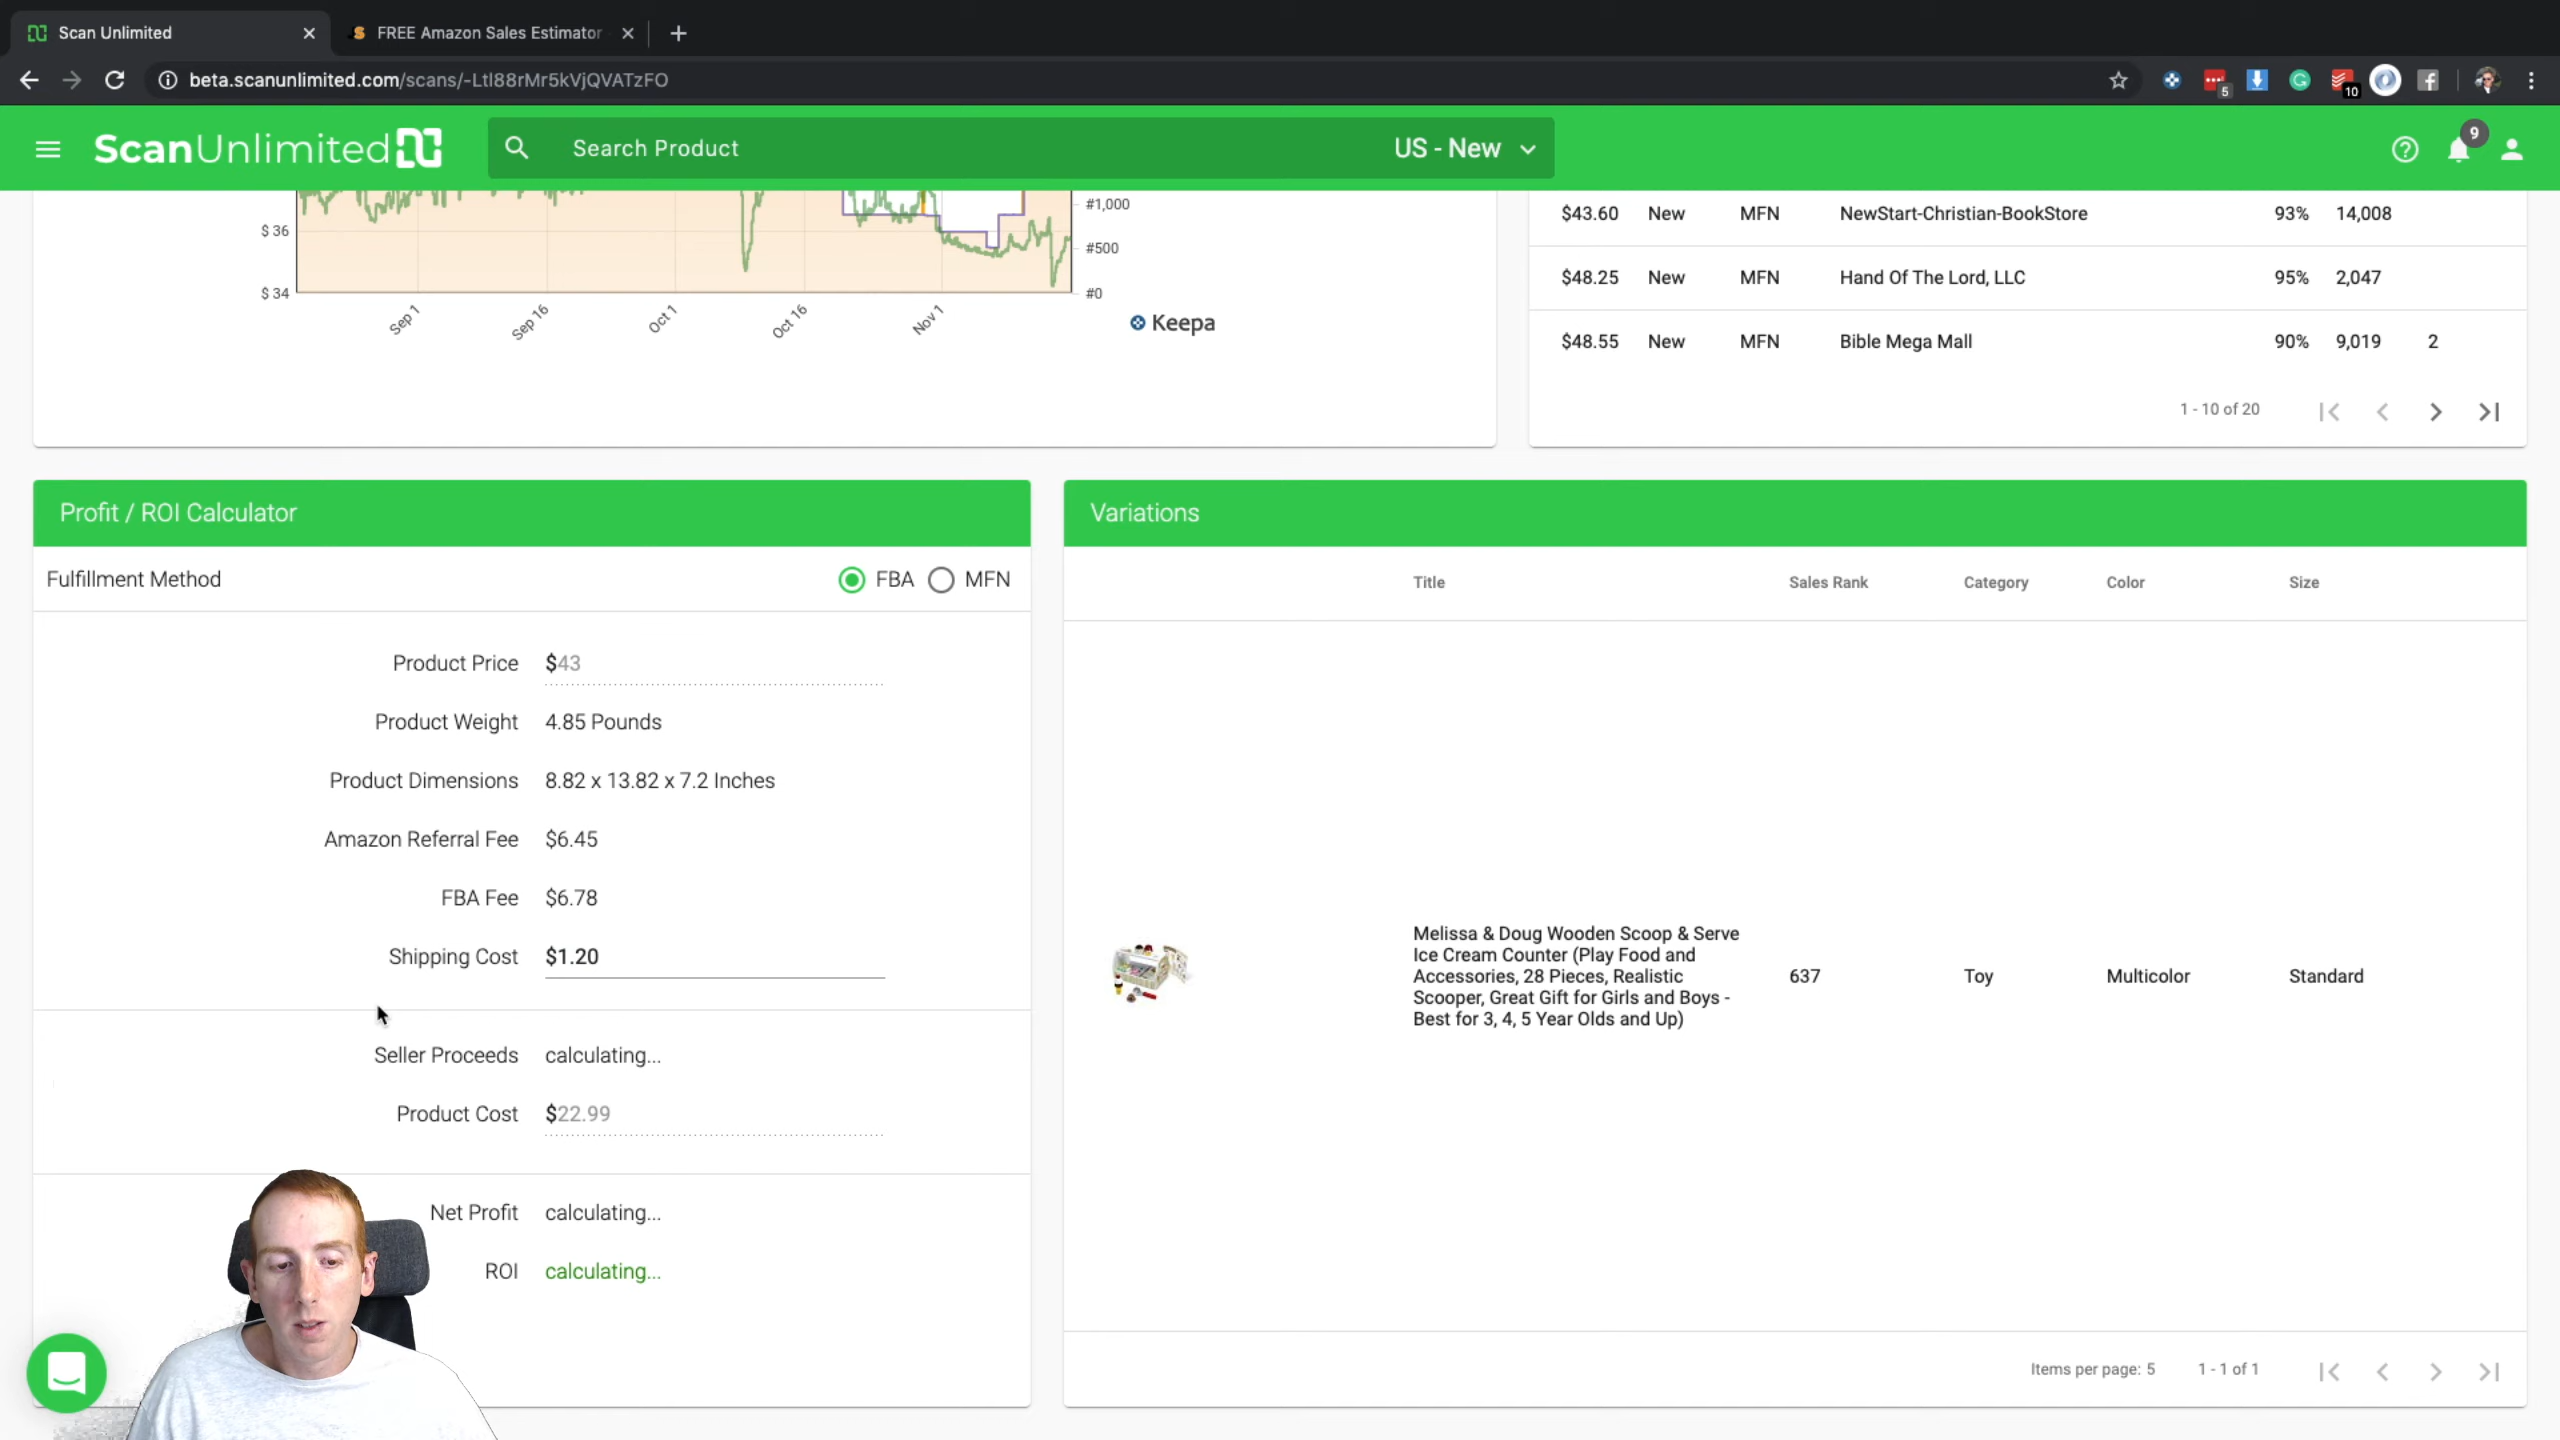 Scan Unlimited
FREE Amazon Sales Estimator
beta.scanunlimited.com/scans/-Ltl88rMr5kVjQVATzFO
5
10
ScanUnlimited
Search Product
US - New
9
$ 36
$ 34
#1,000
#500
#0
Sep 1
Sep 16
Oct 1
Oct 16
Nov 1
Keepa
$43.60 New MFN NewStart-Christian-BookStore 93% 14,008
$48.25 New MFN Hand Of The Lord, LLC 95% 2,047
$48.55 New MFN Bible Mega Mall 90% 9,019 2
1 - 10 of 20
Profit / ROI Calculator
Fulfillment Method FBA MFN
Product Price $43
Product Weight 4.85 Pounds
Product Dimensions 8.82 x 13.82 x 7.2 Inches
Amazon Referral Fee $6.45
FBA Fee $6.78
Shipping Cost $1.20
Seller Proceeds calculating...
Product Cost $22.99
Net Profit calculating...
ROI calculating...
Variations
Title Sales Rank Category Color Size
Melissa & Doug Wooden Scoop & Serve
Ice Cream Counter (Play Food and
Accessories, 28 Pieces, Realistic
Scooper, Great Gift for Girls and Boys -
Best for 3, 4, 5 Year Olds and Up)
637 Toy Multicolor Standard
Items per page: 5 1 - 1 of 1